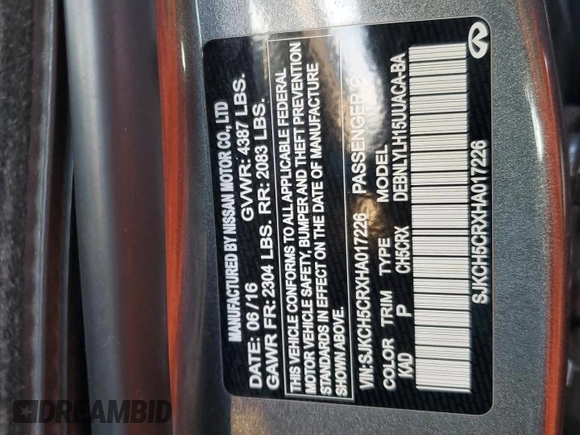 MANUFACTURED BY NISSAN MOTOR CO., LTD
DATE: 06/16 GVWR: 4387 LBS.
GAWR FR: 2304 LBS. RR: 2083 LBS.
THIS VEHICLE CONFORMS TO ALL APPLICABLE FEDERAL
MOTOR VEHICLE SAFETY, BUMPER AND THEFT PREVENTION
STANDARDS IN EFFECT ON THE DATE OF MANUFACTURE
SHOWN ABOVE.
VIN:SJKCH5CRXHA017226 PASSENGER
COLOR TRIM TYPE MODEL
KAD P CH5CRX DEBNLYLH15UUACA-BA
SJKCH5CRXHA017226
DREAMBID